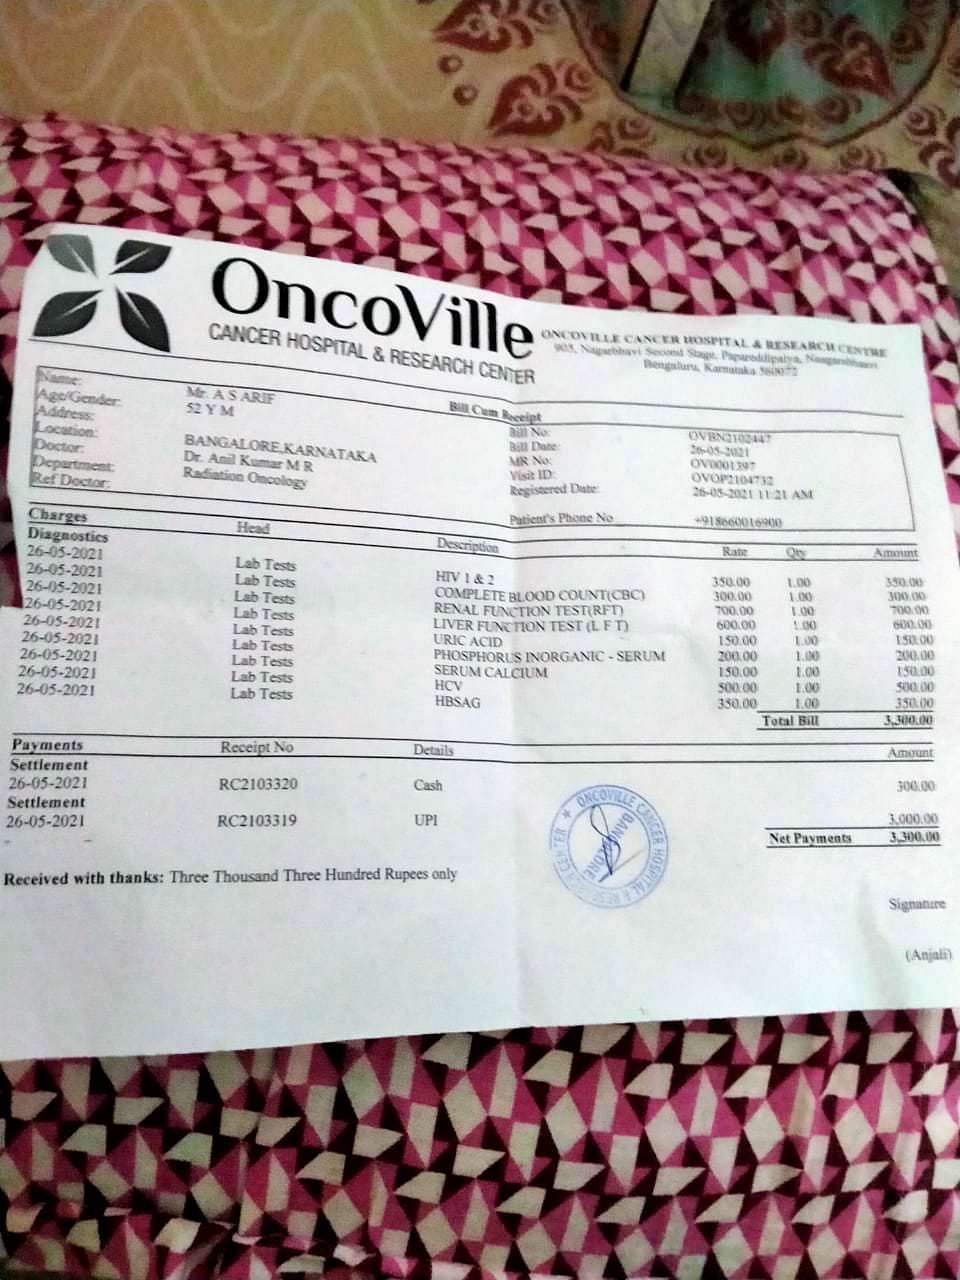 OncoVille
CANCER HOSPITAL & RESEARCH CENTER
ONCOVILLE CANCER HOSPITAL & RESEARCH CENTRE
905, Nagarbhavi Second Stage, Papareddipalya,
Bengaluru, Karnataka 560072
Bill Cum Receipt
Name: Mr. A S ARIF
Age/Gender: 52 Y M
Address:
Location: BANGALORE,KARNATAKA
Doctor: Dr. Anil Kumar M R
Department: Radiation Oncology
Ref Doctor:
Bill No: OVBN2102447
Bill Date: 26-05-2021
MR No: OV0001397
Visit ID: OVOP2104732
Registered Date: 26-05-2021 11:21 AM
Patient's Phone No +918660016900
Charges Head Description Rate Qty Amount
Diagnostics
26-05-2021 Lab Tests HIV 1 & 2 350.00 1.00 350.00
26-05-2021 Lab Tests COMPLETE BLOOD COUNT(CBC) 300.00 1.00 300.00
26-05-2021 Lab Tests RENAL FUNCTION TEST(RFT) 700.00 1.00 700.00
26-05-2021 Lab Tests LIVER FUNCTION TEST (L F T) 600.00 1.00 600.00
26-05-2021 Lab Tests URIC ACID 150.00 1.00 150.00
26-05-2021 Lab Tests PHOSPHORUS INORGANIC - SERUM 200.00 1.00 200.00
26-05-2021 Lab Tests SERUM CALCIUM 150.00 1.00 150.00
26-05-2021 Lab Tests HCV 500.00 1.00 500.00
26-05-2021 Lab Tests HBSAG 350.00 1.00 350.00
Total Bill 3,300.00
Payments Receipt No Details Amount
Settlement
26-05-2021 RC2103320 Cash 300.00
Settlement
26-05-2021 RC2103319 UPI 3,000.00
Net Payments 3,300.00
Received with thanks: Three Thousand Three Hundred Rupees only
ONCOVILLE CANCER HOSPITAL & RESEARCH CENTER
BANGALORE
Signature
(Anjali)